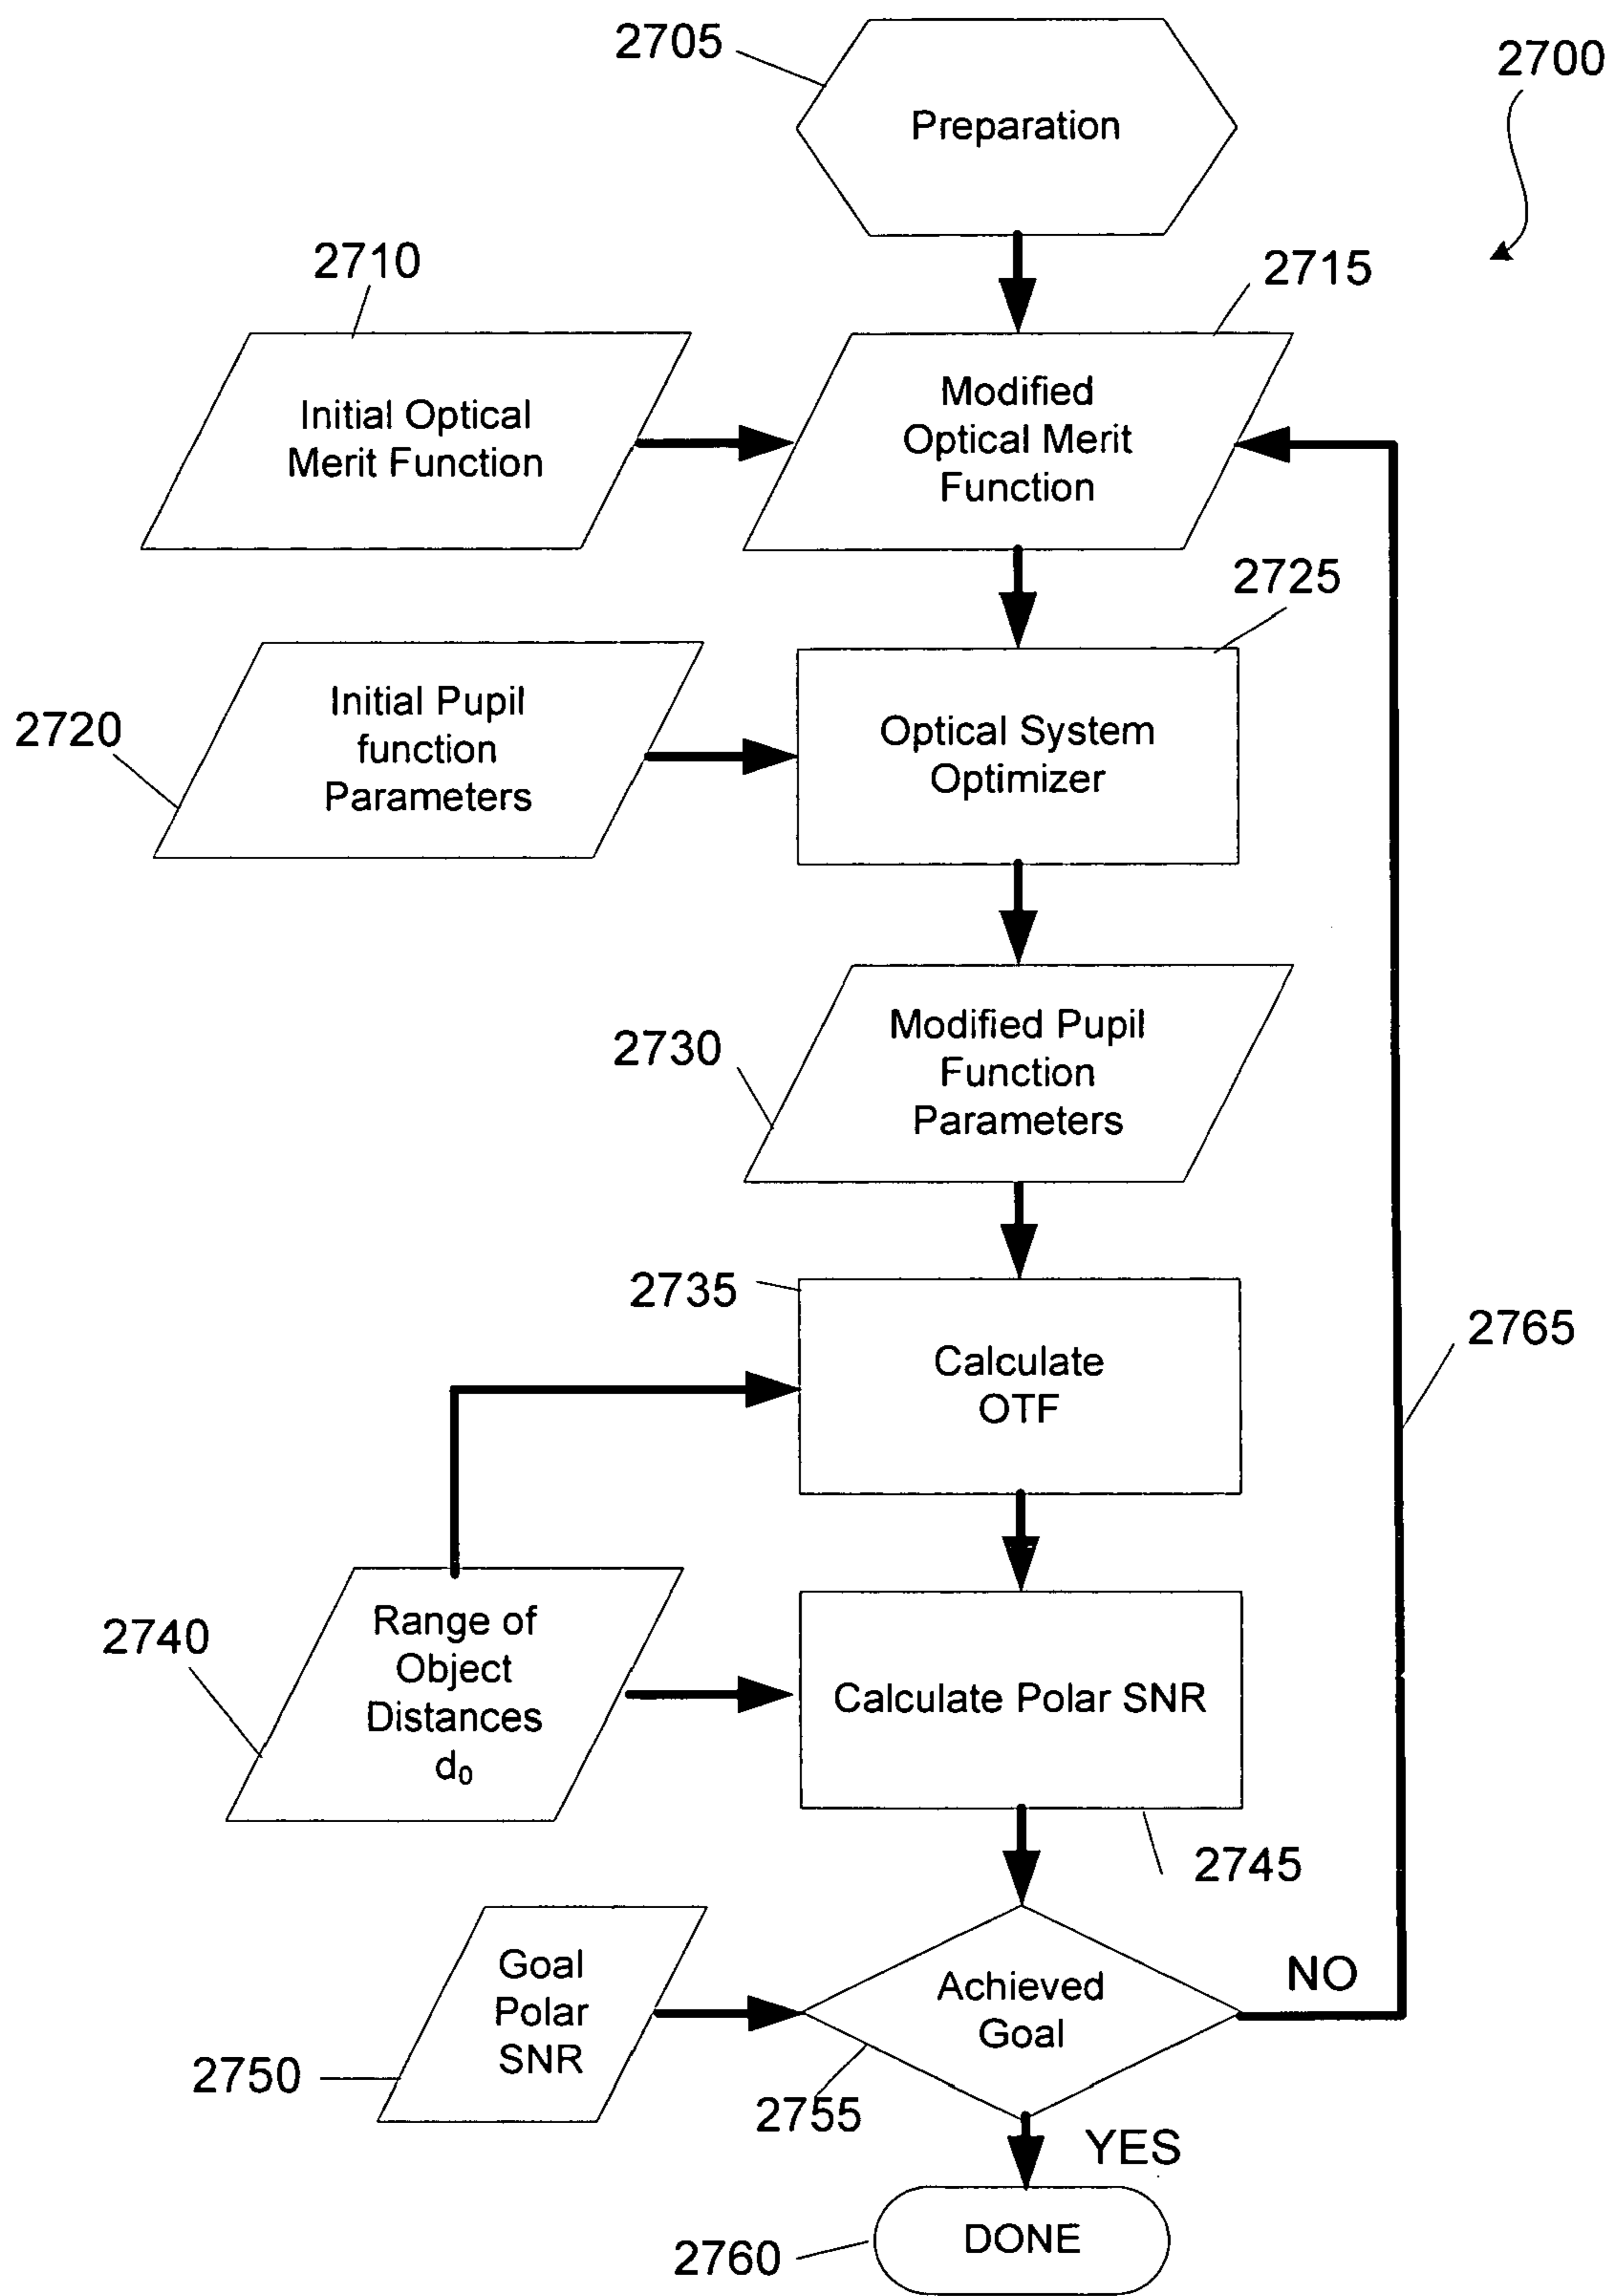 2705
2700
Preparation
2710
2715
Initial Optical
Merit Function
Modified
Optical Merit
Function
2725
2720
Initial Pupil
function
Parameters
Optical System
Optimizer
2730
Modified Pupil
Function
Parameters
2735
Calculate
OTF
2765
2740
Range of
Object
Distances
d₀
Calculate Polar SNR
2745
2750
Goal
Polar
SNR
Achieved
Goal
NO
2755
YES
2760
DONE